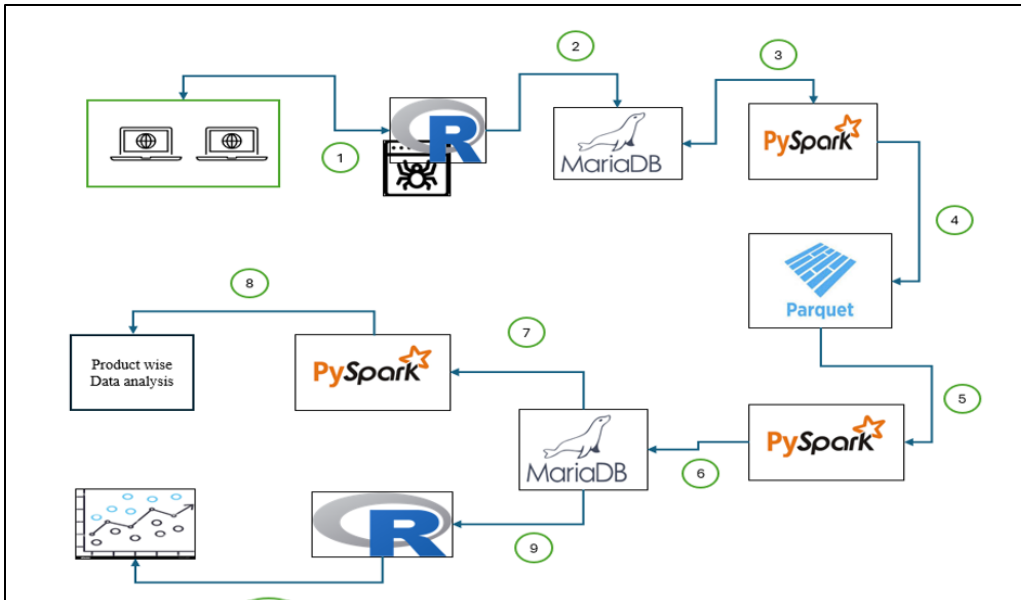 2
3
R
MariaDB
PySpark
1
4
Parquet
8
7
Product wise
Data analysis
PySpark
5
MariaDB
PySpark
6
R
9